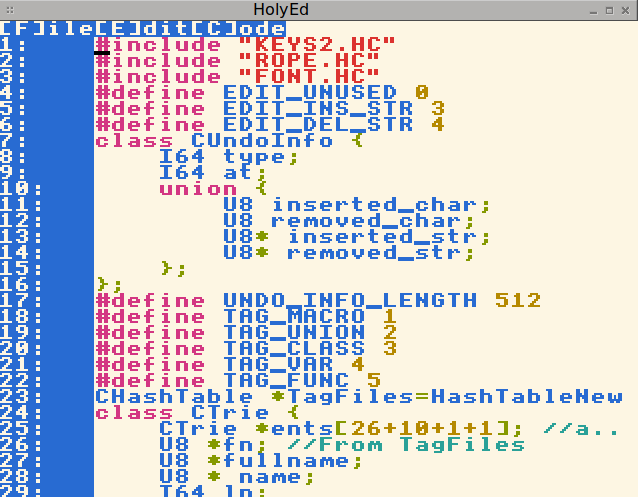 HolyEd
[F]ile[E]dit[C]ode
1: #include "KEYS2.HC"
2: #include "ROPE.HC"
3: #include "FONT.HC"
4: #define EDIT_UNUSED 0
5: #define EDIT_INS_STR 3
6: #define EDIT_DEL_STR 4
7: class CUndoInfo {
8: I64 type;
9: I64 at;
10: union {
11: U8 inserted_char;
12: U8 removed_char;
13: U8* inserted_str;
14: U8* removed_str;
15: };
16: };
17: #define UNDO_INFO_LENGTH 512
18: #define TAG_MACRO 1
19: #define TAG_UNION 2
20: #define TAG_CLASS 3
21: #define TAG_VAR 4
22: #define TAG_FUNC 5
23: CHashTable *TagFiles=HashTableNew
24: class CTrie {
25: CTrie *ents[26+10+1+1]; //a..
26: U8 *fn; //From TagFiles
27: U8 *fullname;
28: U8 * name;
29: I64 ln;